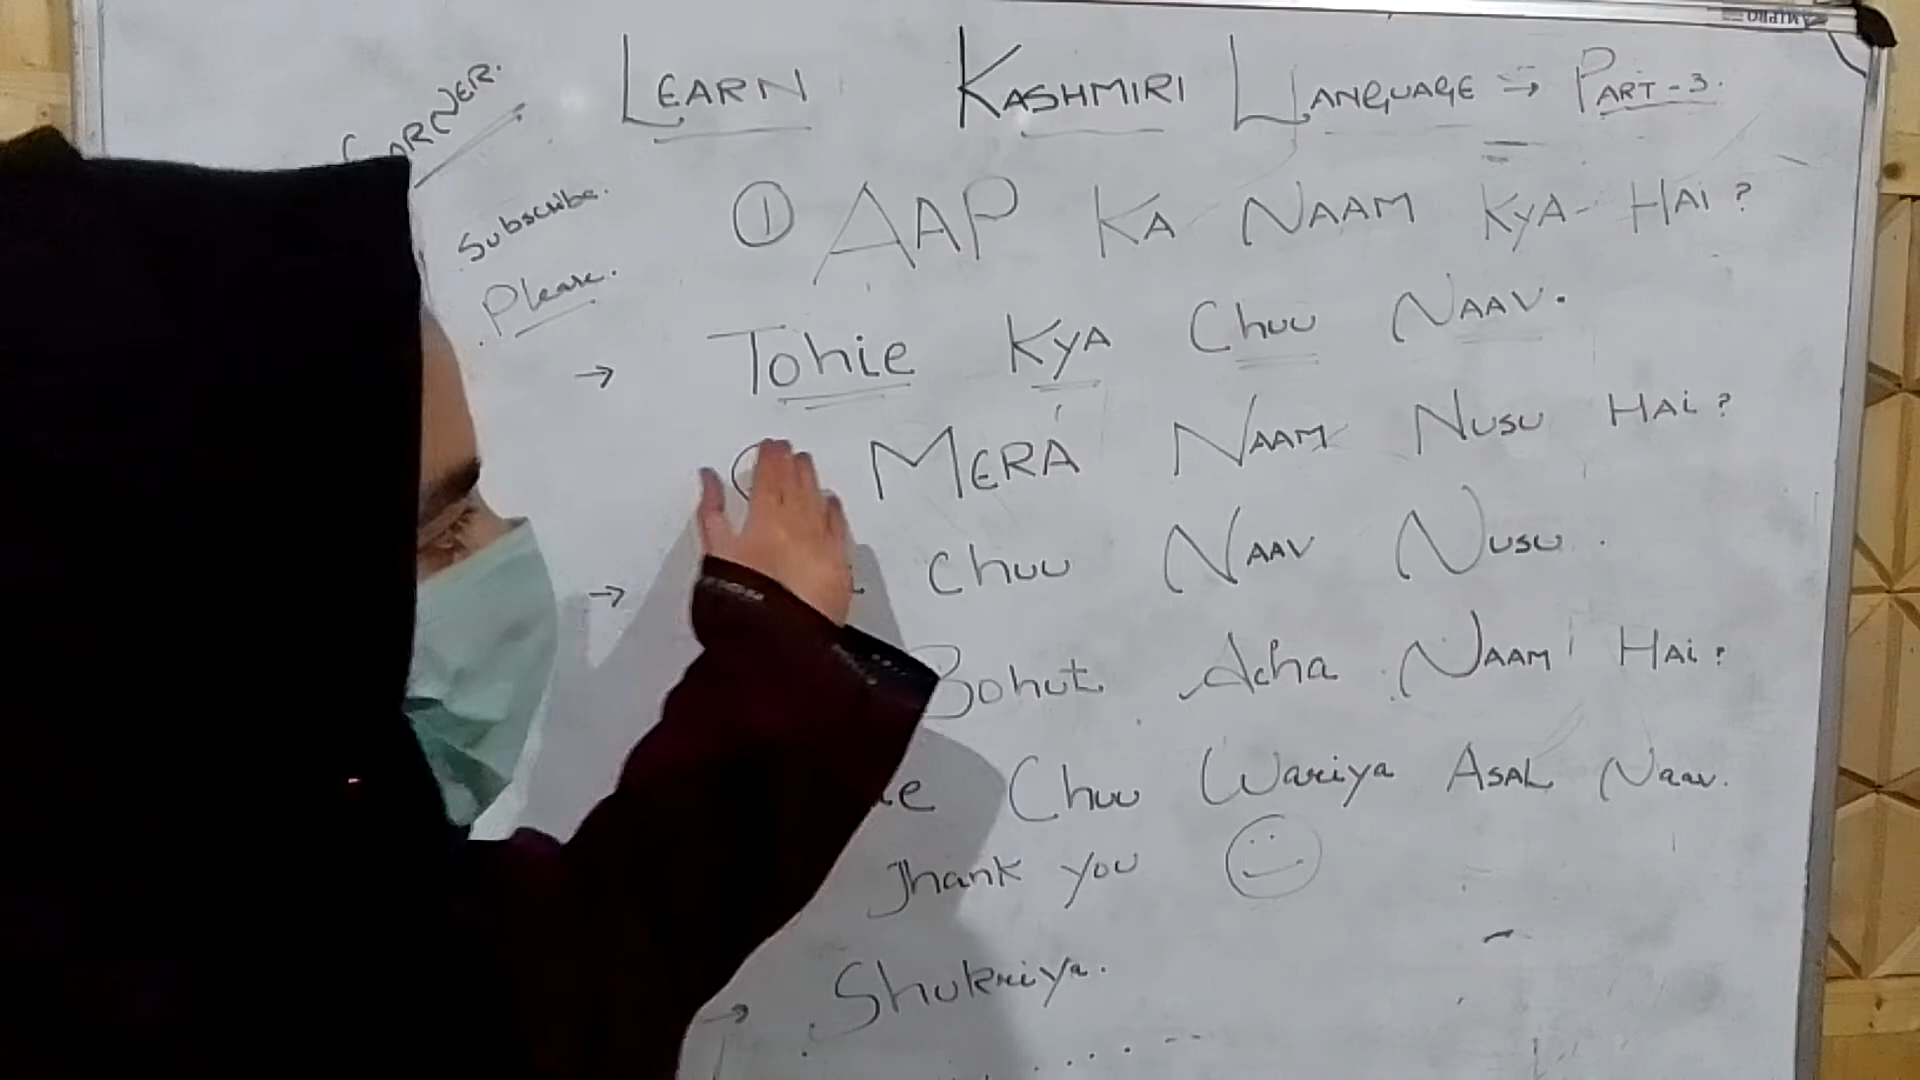 LEARN KASHMIRI LANGUAGE → PART-3.
Subscribe.
Please.
① AAP KA NAAM KYA HAI?
→ TOHIE KYA CHUU NAAV.
MERA NAAM NUSU HAI?
→ CHUU NAAV NUSU.
Bohut Acha NAAM HAI?
Chuu Wariya ASAL Naav.
Thank you
→ Shukriya.